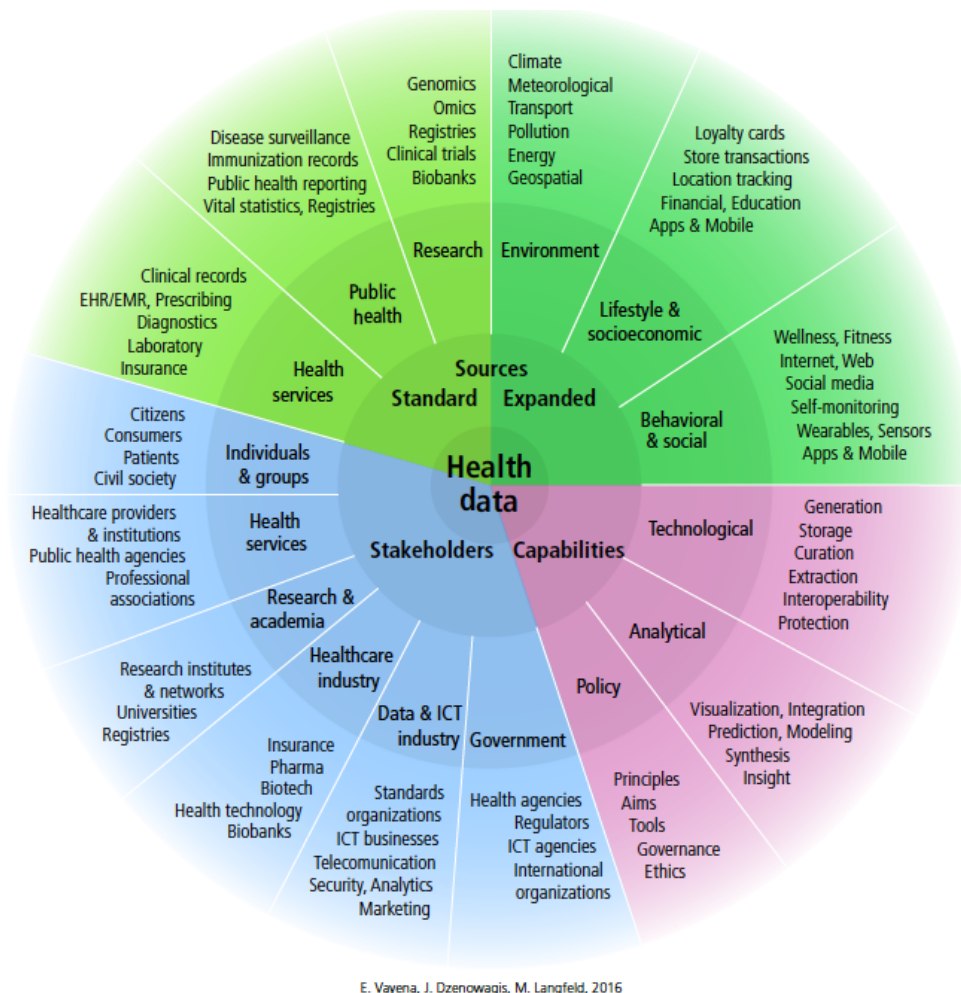 Genomics
Omics
Registries
Clinical trials
Biobanks
Climate
Meteorological
Transport
Pollution
Energy
Geospatial
Disease surveillance
Immunization records
Public health reporting
Vital statistics, Registries
Loyalty cards
Store transactions
Location tracking
Financial, Education
Apps & Mobile
Research
Environment
Clinical records
EHR/EMR, Prescribing
Diagnostics
Laboratory
Insurance
Public
health
Lifestyle &
socioeconomic
Wellness, Fitness
Internet, Web
Social media
Self-monitoring
Wearables, Sensors
Apps & Mobile
Health
services
Sources
Standard
Expanded
Behavioral
& social
Citizens
Consumers
Patients
Civil society
Individuals
& groups
Health
data
Technological
Generation
Storage
Curation
Extraction
Interoperability
Protection
Healthcare providers
& institutions
Public health agencies
Professional
associations
Health
services
Stakeholders
Capabilities
Research &
academia
Analytical
Healthcare
industry
Policy
Research institutes
& networks
Universities
Registries
Data & ICT
industry
Government
Visualization, Integration
Prediction, Modeling
Synthesis
Insight
Insurance
Pharma
Biotech
Health technology
Biobanks
Standards
organizations
ICT businesses
Telecomunication
Security, Analytics
Marketing
Health agencies
Regulators
ICT agencies
International
organizations
Principles
Aims
Tools
Governance
Ethics
E. Vayena, J. Dzenowagis, M. Langfeld, 2016